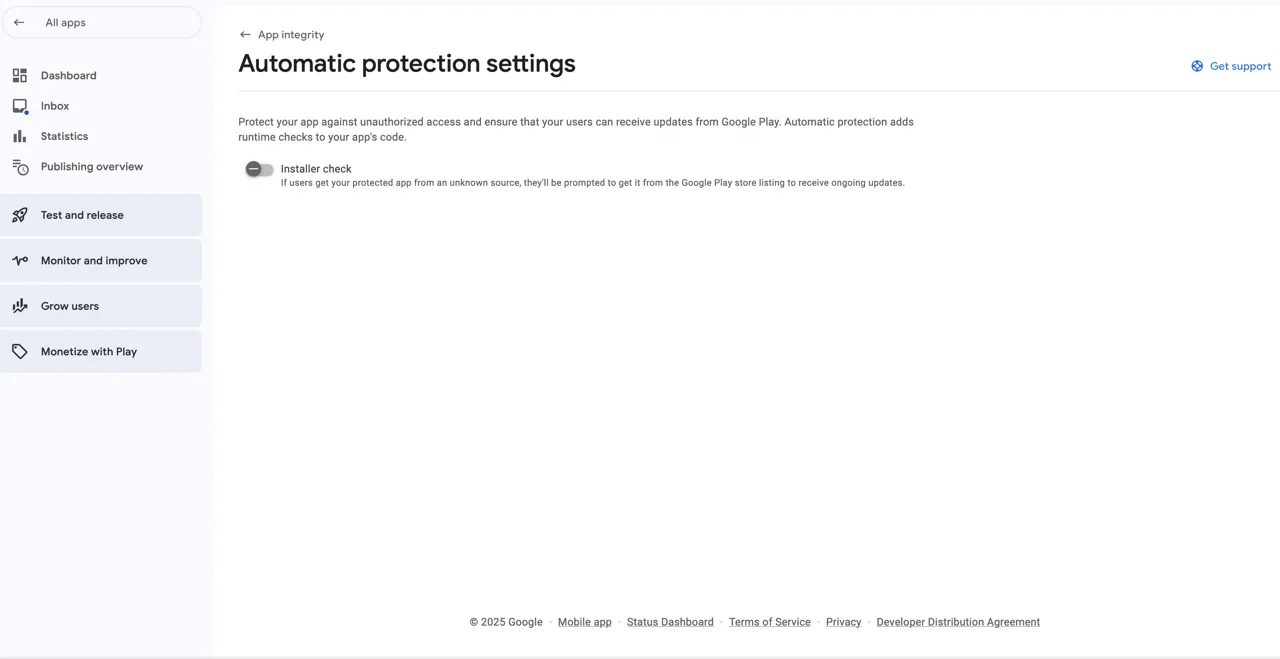 All apps
Dashboard
Inbox
Statistics
Publishing overview
Test and release
Monitor and improve
Grow users
Monetize with Play
App integrity
Automatic protection settings
Get support
Protect your app against unauthorized access and ensure that your users can receive updates from Google Play. Automatic protection adds
runtime checks to your app's code.
Installer check
If users get your protected app from an unknown source, they'll be prompted to get it from the Google Play store listing to receive ongoing updates.
© 2025 Google · Mobile app · Status Dashboard · Terms of Service · Privacy · Developer Distribution Agreement